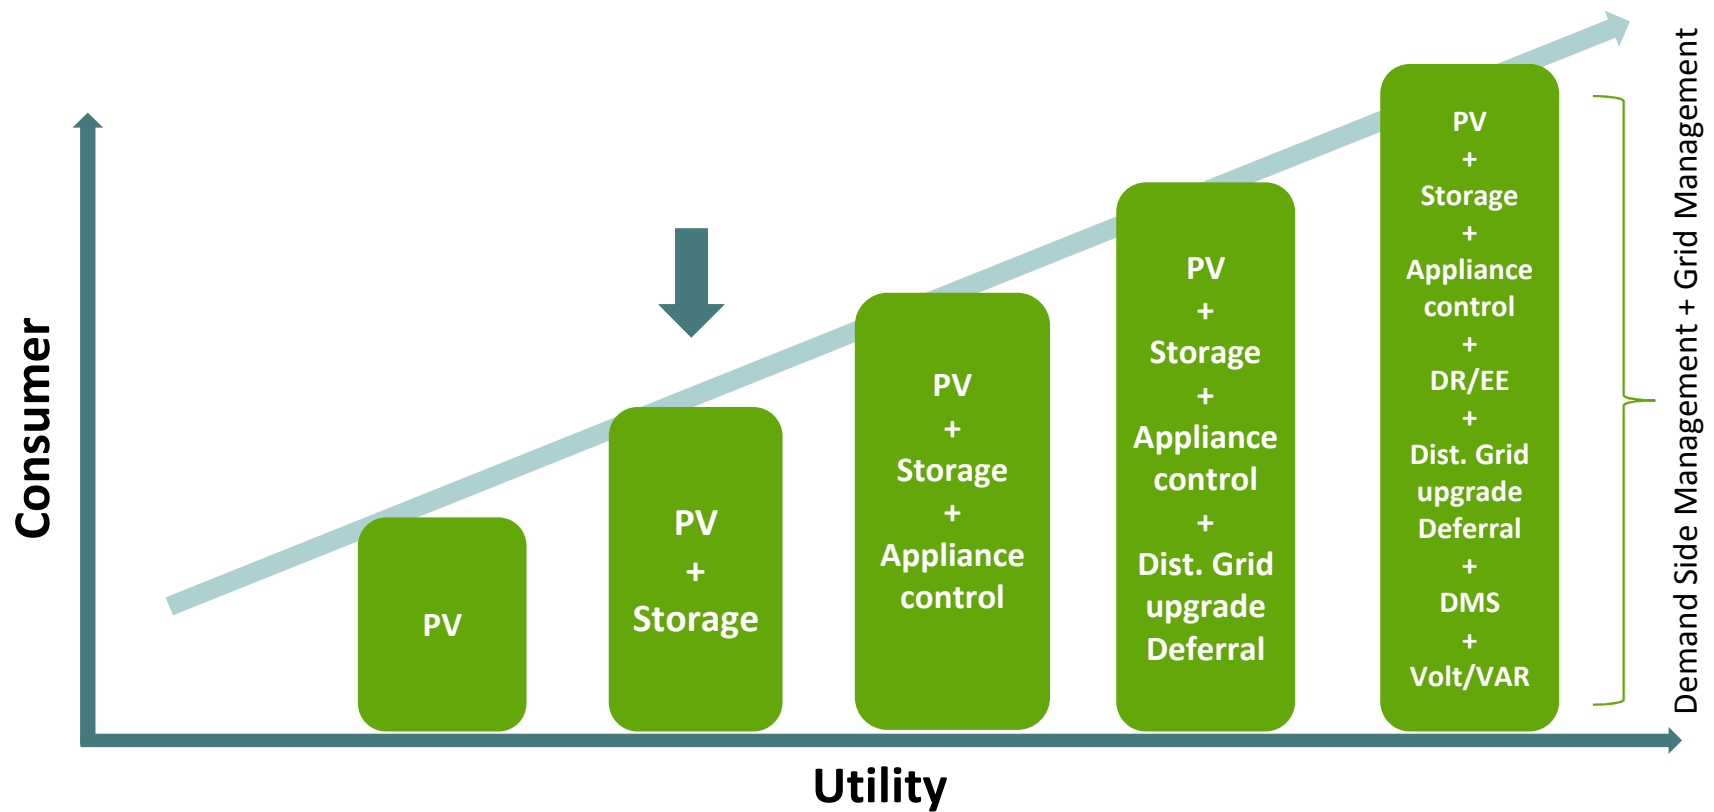 Consumer
PV
PV
+
Storage
PV
+
Storage
+
Appliance
control
PV
+
Storage
+
Appliance
control
+
Dist. Grid
upgrade
Deferral
PV
+
Storage
+
Appliance
control
+
DR/EE
+
Dist. Grid
upgrade
Deferral
+
DMS
+
Volt/VAR
Demand Side Management + Grid Management
Utility